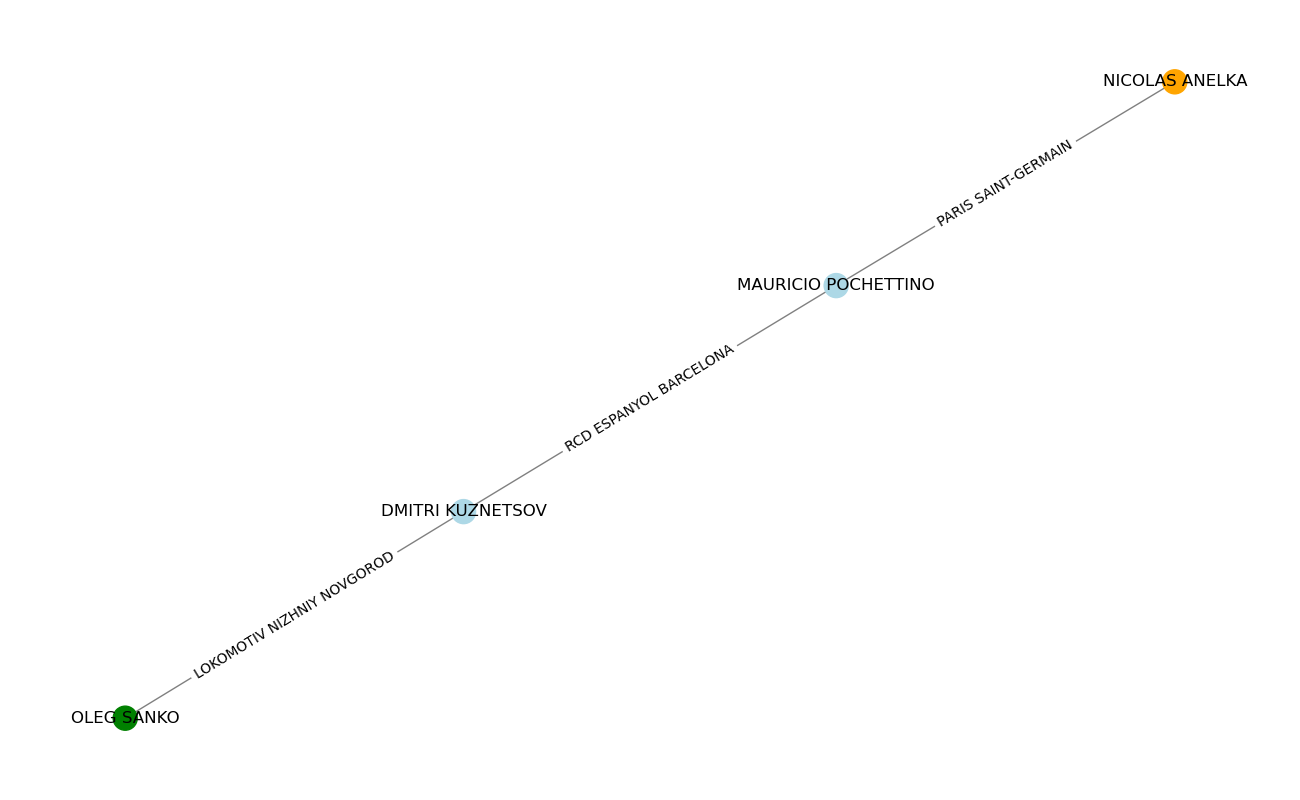 NICOLAS ANELKA
PARIS SAINT-GERMAIN
MAURICIO POCHETTINO
RCD ESPANYOL BARCELONA
DMITRI KUZNETSOV
LOKOMOTIV NIZHNIY NOVGOROD
OLEG SANKO